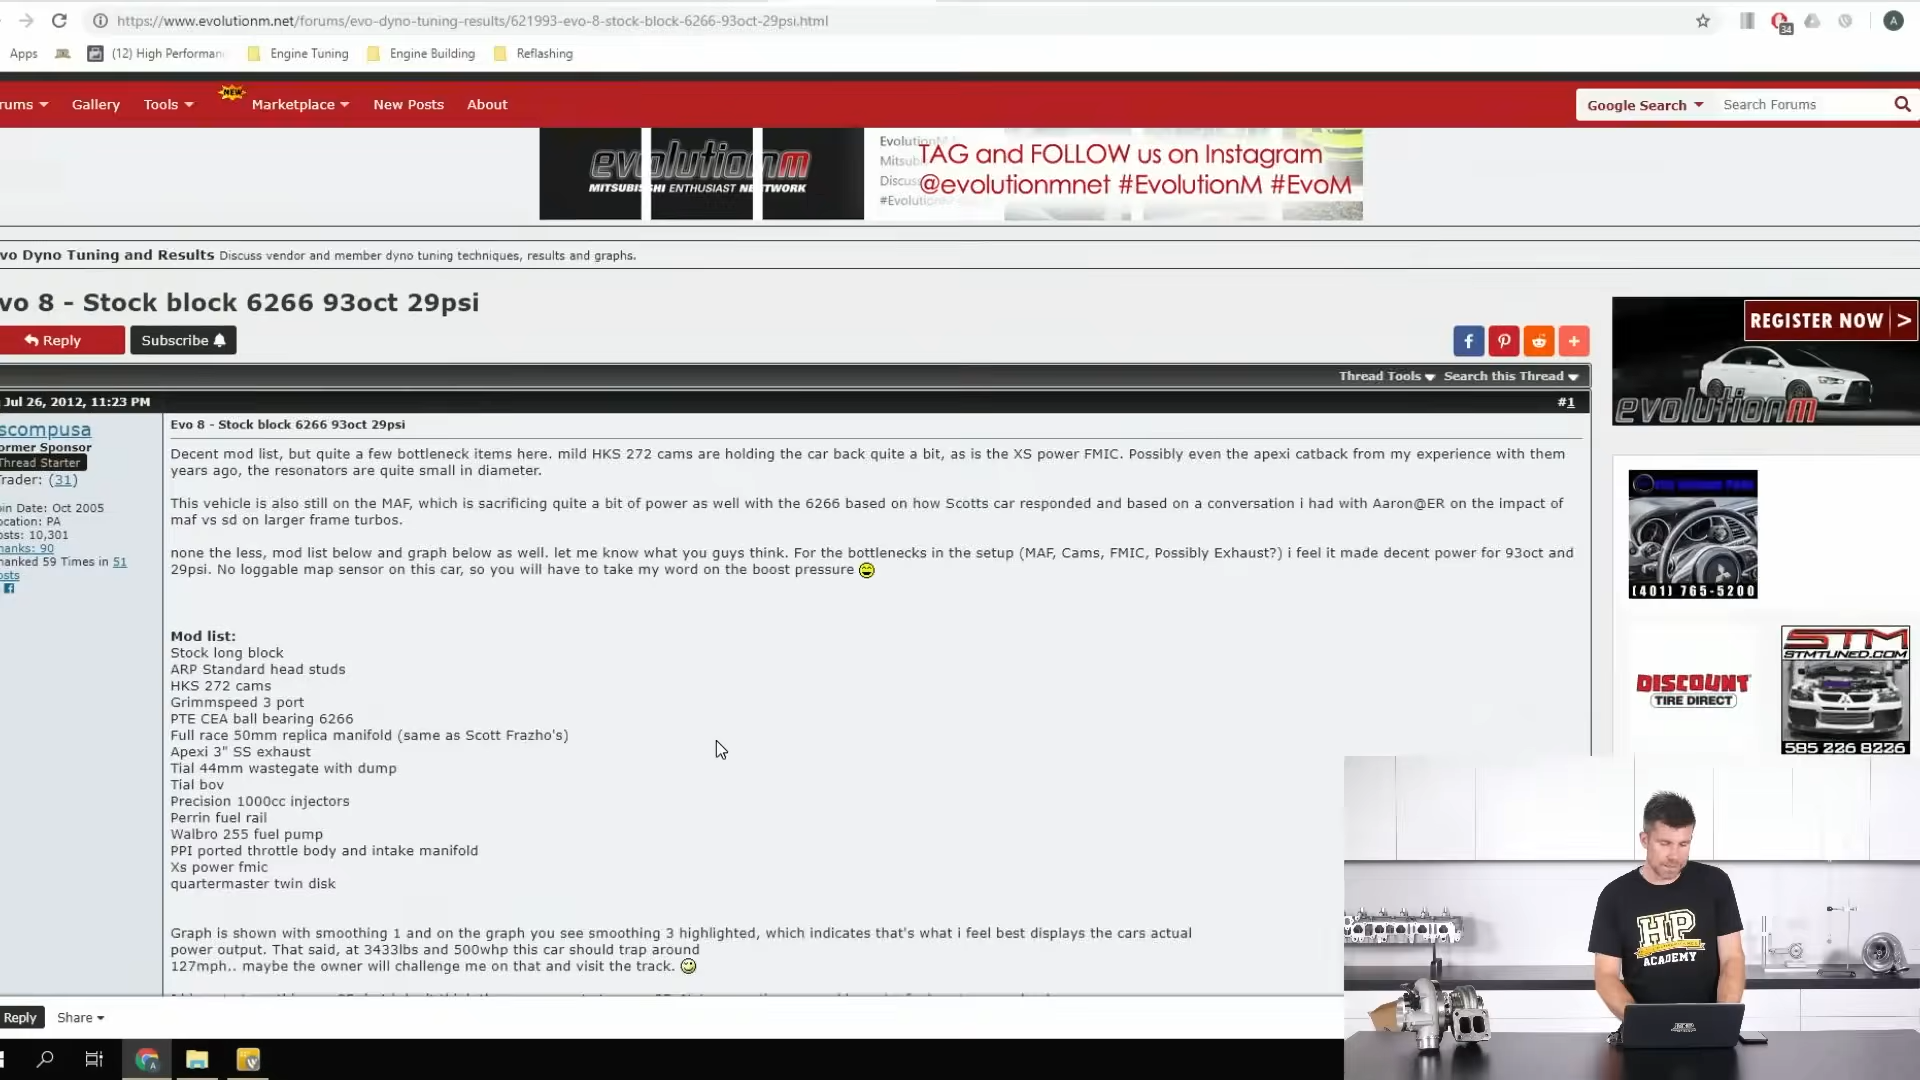 https://www.evolutionm.net/forums/evo-dyno-tuning-results/621993-evo-8-stock-block-6266-93oct-29psi.html
34
A
Apps
(12) High Performan
Engine Tuning
Engine Building
Reflashing
rums
Gallery
Tools
NEW
Marketplace
New Posts
About
Google Search
Search Forums
evolutionm
MITSUBISHI ENTHUSIAST NETWORK
EvolutionM
Mitsub
Discus
#Evolution
TAG and FOLLOW us on Instagram
@evolutionmnet #EvolutionM #EvoM
vo Dyno Tuning and Results Discuss vendor and member dyno tuning techniques, results and graphs.
vo 8 - Stock block 6266 93oct 29psi
Reply
Subscribe
REGISTER NOW >
evolutionm
Thread Tools
Search this Thread
Jul 26, 2012, 11:23 PM
#1
scompusa
ormer Sponsor
Thread Starter
rader: (31)
oin Date: Oct 2005
ocation: PA
osts: 10,301
hanks: 90
hanked 59 Times in 51
osts
Evo 8 - Stock block 6266 93oct 29psi
Decent mod list, but quite a few bottleneck items here. mild HKS 272 cams are holding the car back quite a bit, as is the XS power FMIC. Possibly even the apexi catback from my experience with them
years ago, the resonators are quite small in diameter.
This vehicle is also still on the MAF, which is sacrificing quite a bit of power as well with the 6266 based on how Scotts car responded and based on a conversation i had with Aaron@ER on the impact of
maf vs sd on larger frame turbos.
none the less, mod list below and graph below as well. let me know what you guys think. For the bottlenecks in the setup (MAF, Cams, FMIC, Possibly Exhaust?) i feel it made decent power for 93oct and
29psi. No loggable map sensor on this car, so you will have to take my word on the boost pressure
Mod list:
Stock long block
ARP Standard head studs
HKS 272 cams
Grimmspeed 3 port
PTE CEA ball bearing 6266
Full race 50mm replica manifold (same as Scott Frazho's)
Apexi 3" SS exhaust
Tial 44mm wastegate with dump
Tial bov
Precision 1000cc injectors
Perrin fuel rail
Walbro 255 fuel pump
PPI ported throttle body and intake manifold
Xs power fmic
quartermaster twin disk
Graph is shown with smoothing 1 and on the graph you see smoothing 3 highlighted, which indicates that's what i feel best displays the cars actual
power output. That said, at 3433lbs and 500whp this car should trap around
127mph.. maybe the owner will challenge me on that and visit the track.
(401) 765-5200
DISCOUNT
TIRE DIRECT
STM
STMTUNED.COM
585 226 8226
HP
ACADEMY
Reply
Share